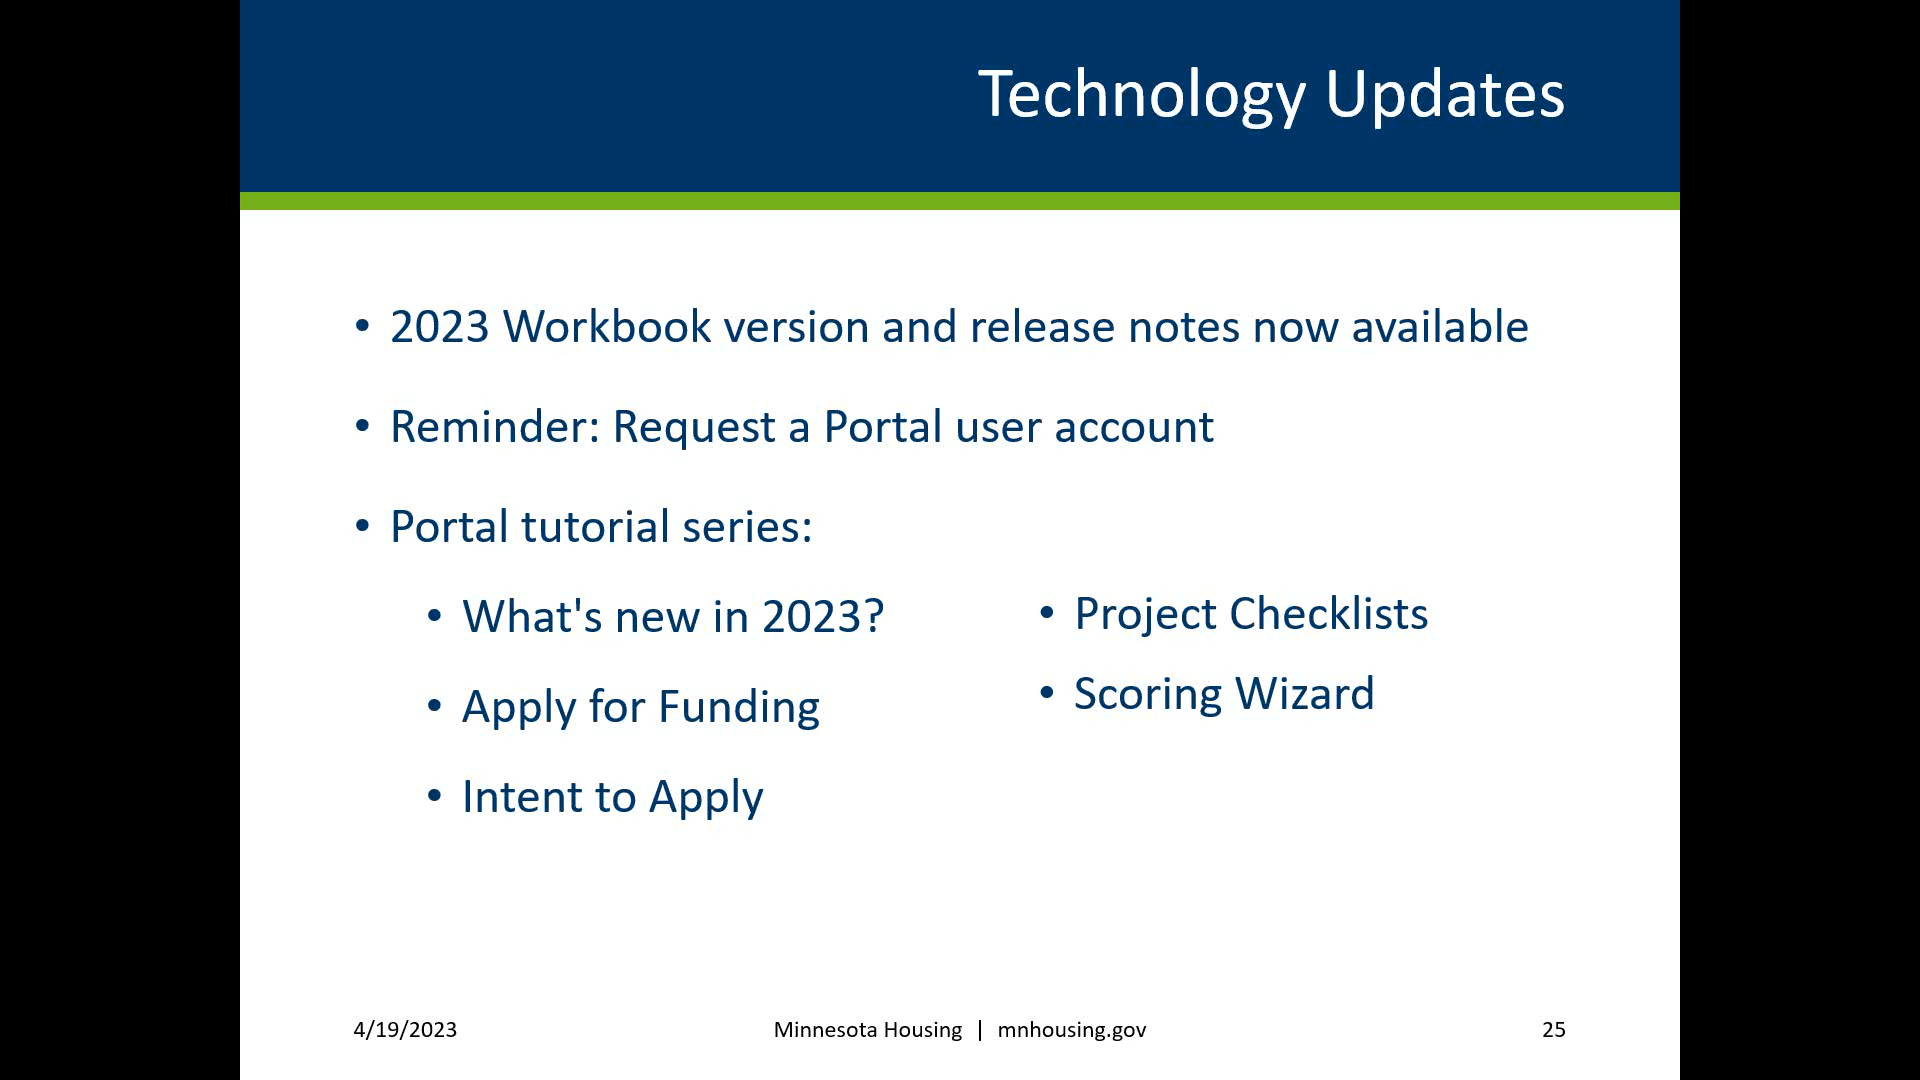 Technology Updates
• 2023 Workbook version and release notes now available
• Reminder: Request a Portal user account
• Portal tutorial series:
• What's new in 2023?
• Apply for Funding
• Intent to Apply
• Project Checklists
• Scoring Wizard
4/19/2023
Minnesota Housing | mnhousing.gov
25